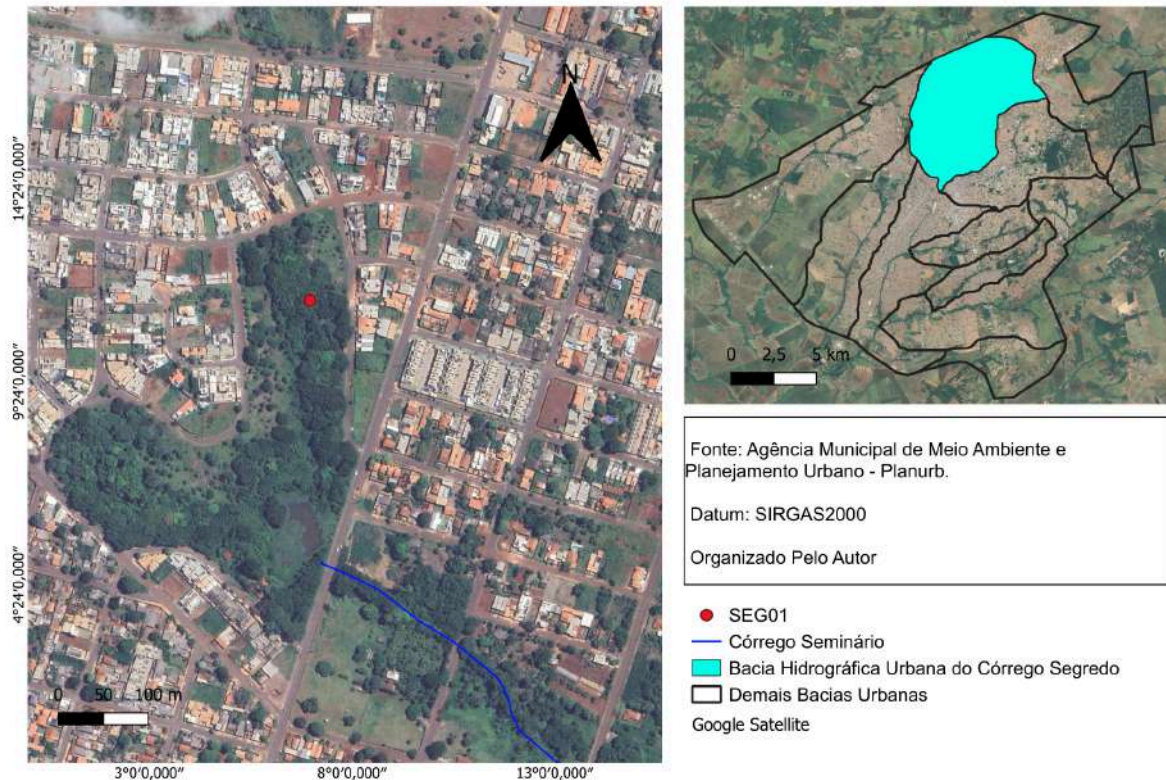 N
14°24'0,000"
9°24'0,000"
4°24'0,000"
0 50 100 m
3°0'0,000" 8°0'0,000" 13°0'0,000"
0 2,5 5 km
Fonte: Agência Municipal de Meio Ambiente e
Planejamento Urbano - Planurb.
Datum: SIRGAS2000
Organizado Pelo Autor
SEG01
Córrego Seminário
Bacia Hidrográfica Urbana do Córrego Segredo
Demais Bacias Urbanas
Google Satellite